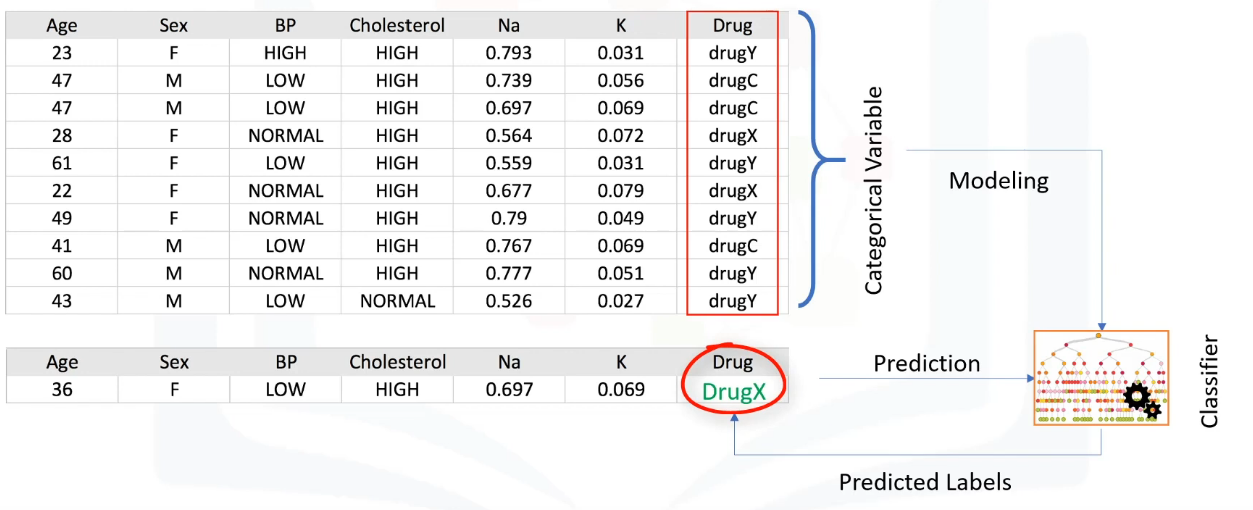 Age Sex BP Cholesterol Na K Drug
23 F HIGH HIGH 0.793 0.031 drugY
47 M LOW HIGH 0.739 0.056 drugC
47 M LOW HIGH 0.697 0.069 drugC
28 F NORMAL HIGH 0.564 0.072 drugX
61 F LOW HIGH 0.559 0.031 drugY
22 F NORMAL HIGH 0.677 0.079 drugX
49 F NORMAL HIGH 0.79 0.049 drugY
41 M LOW HIGH 0.767 0.069 drugC
60 M NORMAL HIGH 0.777 0.051 drugY
43 M LOW NORMAL 0.526 0.027 drugY
Categorical Variable
Modeling
Age Sex BP Cholesterol Na K Drug
36 F LOW HIGH 0.697 0.069 DrugX
Prediction
Classifier
Predicted Labels